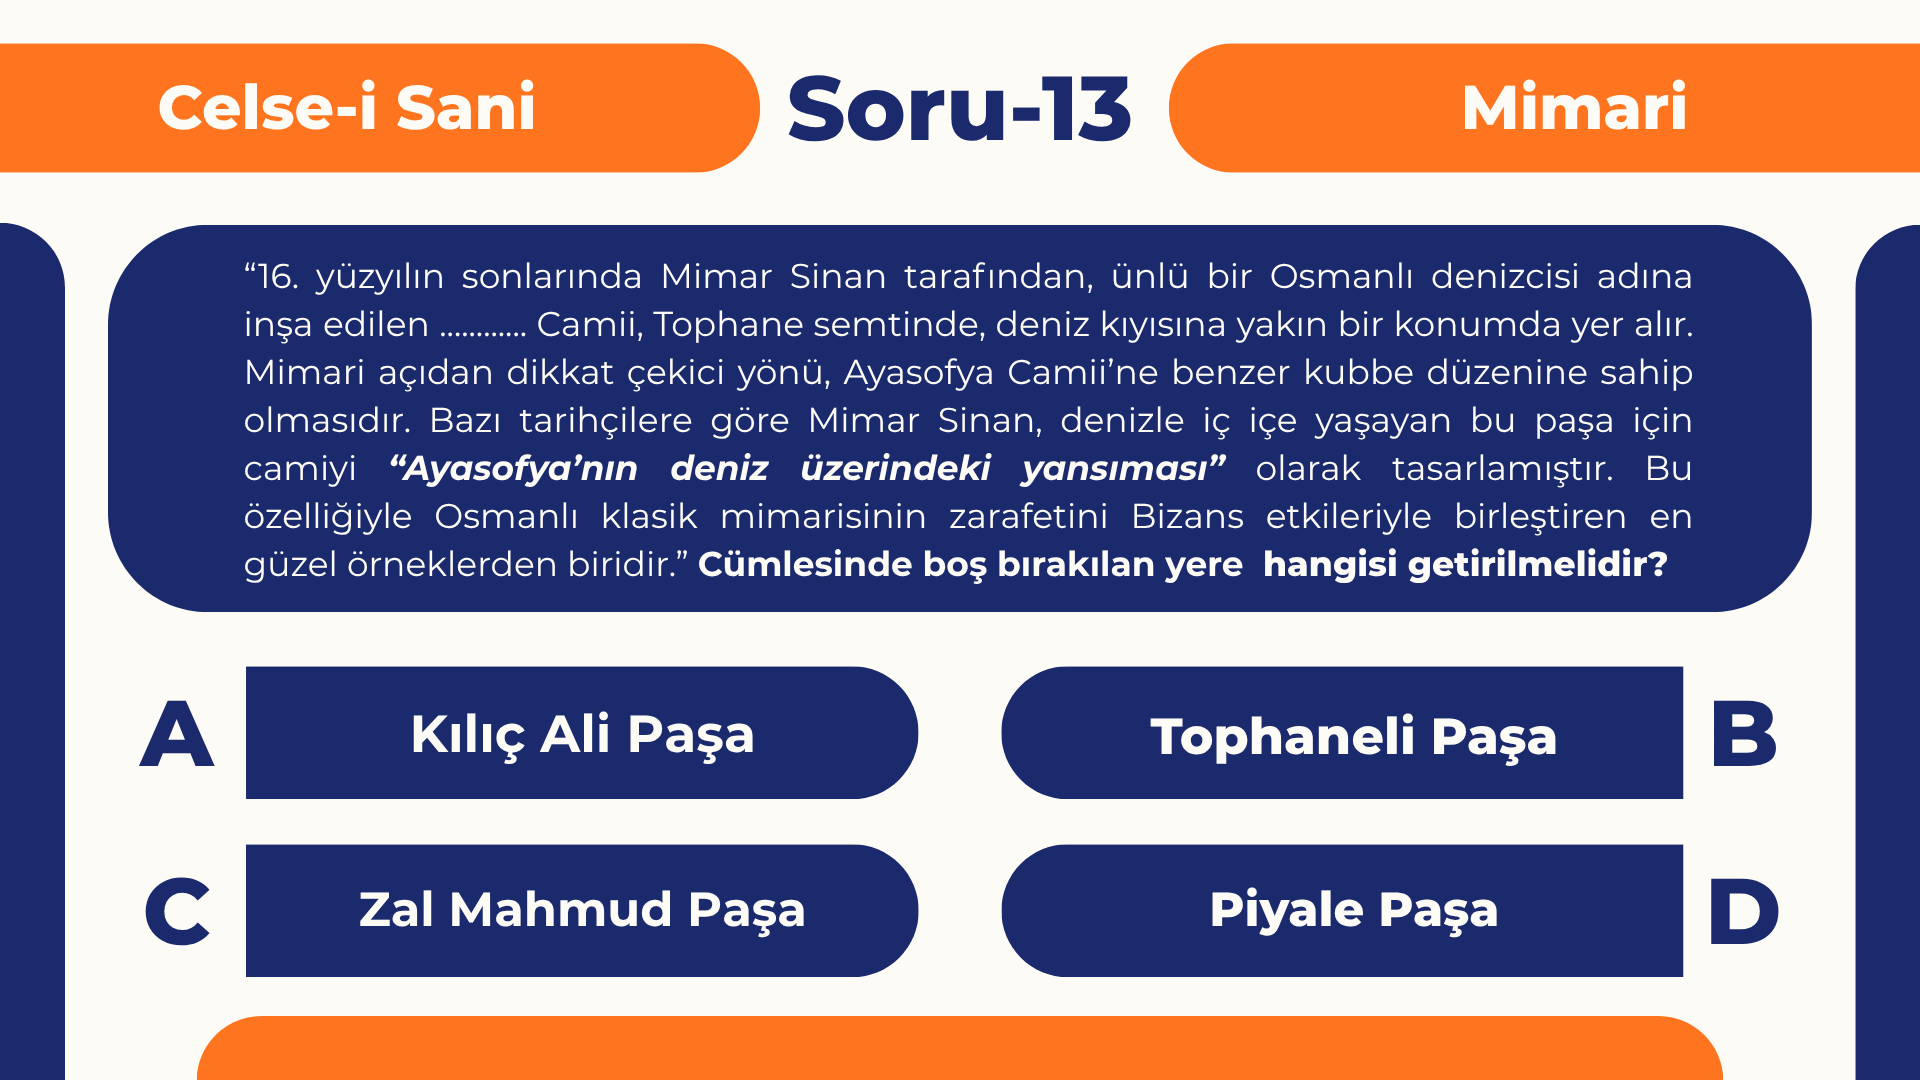 Celse-i Sani
Soru-13
Mimari
“16. yüzyılın sonlarında Mimar Sinan tarafından, ünlü bir Osmanlı denizcisi adına
inşa edilen ............ Camii, Tophane semtinde, deniz kıyısına yakın bir konumda yer alır.
Mimari açıdan dikkat çekici yönü, Ayasofya Camii’ne benzer kubbe düzenine sahip
olmasıdır. Bazı tarihçilere göre Mimar Sinan, denizle iç içe yaşayan bu paşa için
camiyi “Ayasofya’nın deniz üzerindeki yansıması” olarak tasarlamıştır. Bu
özelliğiyle Osmanlı klasik mimarisinin zarafetini Bizans etkileriyle birleştiren en
güzel örneklerden biridir.” Cümlesinde boş bırakılan yere hangisi getirilmelidir?
A
Kılıç Ali Paşa
Tophaneli Paşa
B
C
Zal Mahmud Paşa
Piyale Paşa
D